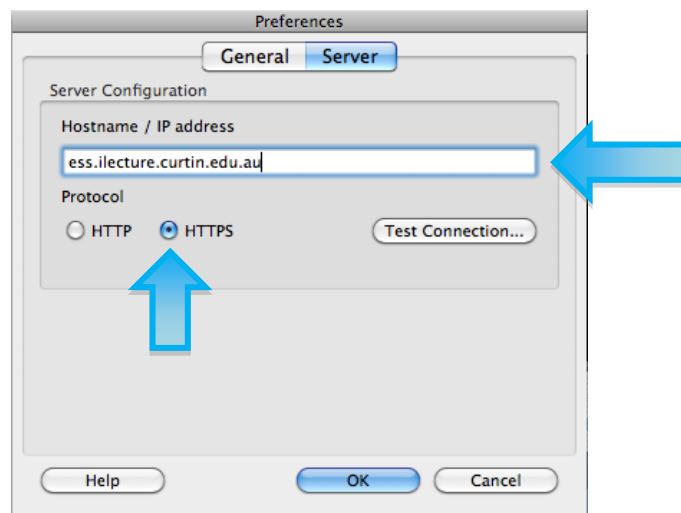 Preferences
General Server
Server Configuration
Hostname / IP address
ess.ilecture.curtin.edu.au
Protocol
HTTP HTTPS Test Connection...
Help OK Cancel